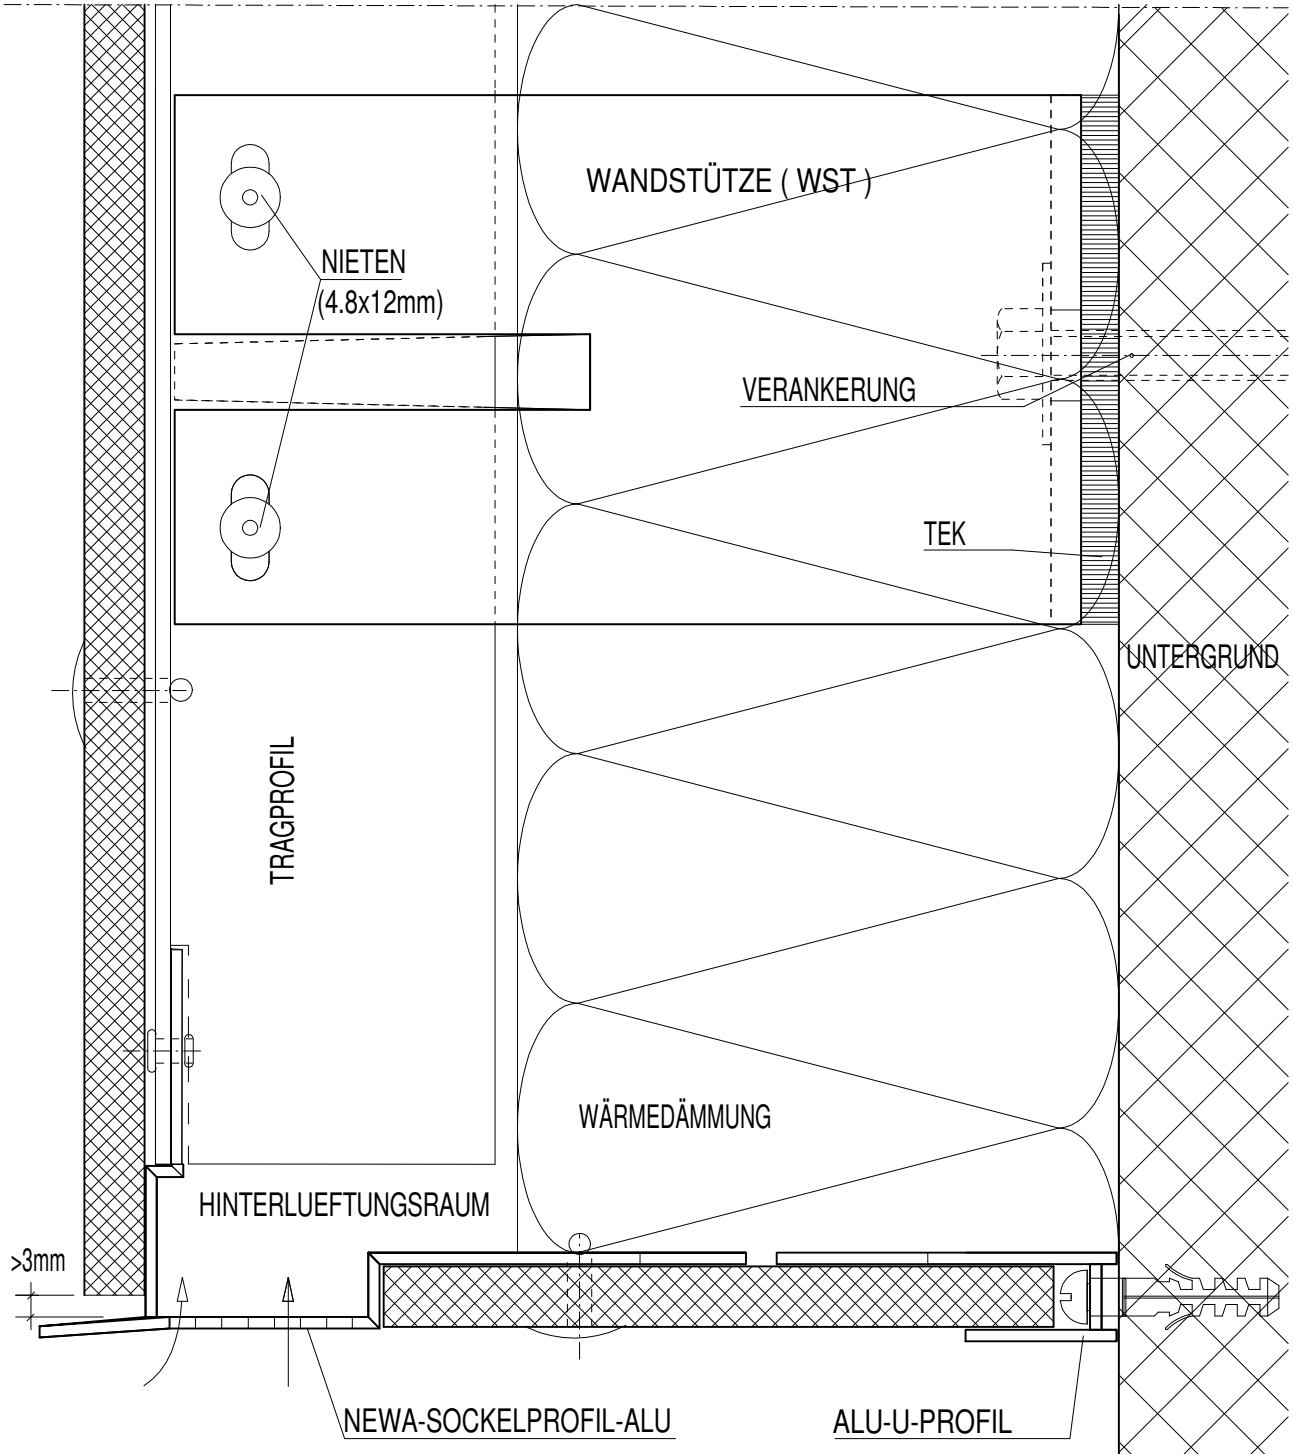 WANDSTÜTZE ( WST )
NIETEN
(4.8x12mm)
VERANKERUNG
TEK
UNTERGRUND
TRAGPROFIL
WÄRMEDÄMMUNG
HINTERLUEFTUNGSRAUM
>3mm
NEWA-SOCKELPROFIL-ALU
ALU-U-PROFIL